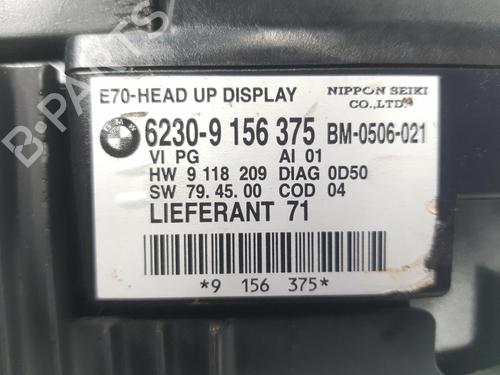 E70-HEAD UP DISPLAY
NIPPON SEIKI
CO.,LTD.
BMW
6230-9 156 375 BM-0506-021
VI PG AI 01
HW 9 118 209 DIAG 0D50
SW 79.45.00 COD 04
LIEFERANT 71
*9 156 375*
B-PARTS